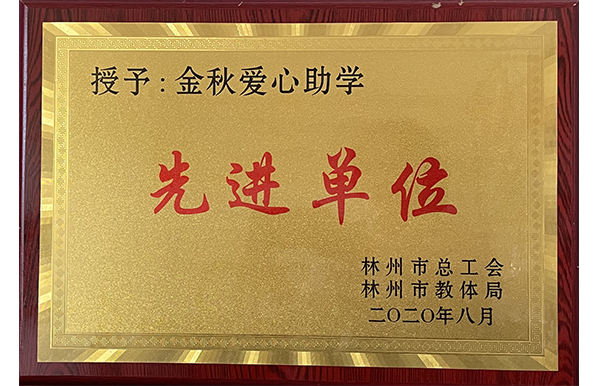 授予:金秋爱心助学
先进单位
林州市总工会
林州市教体局
二〇二〇年八月